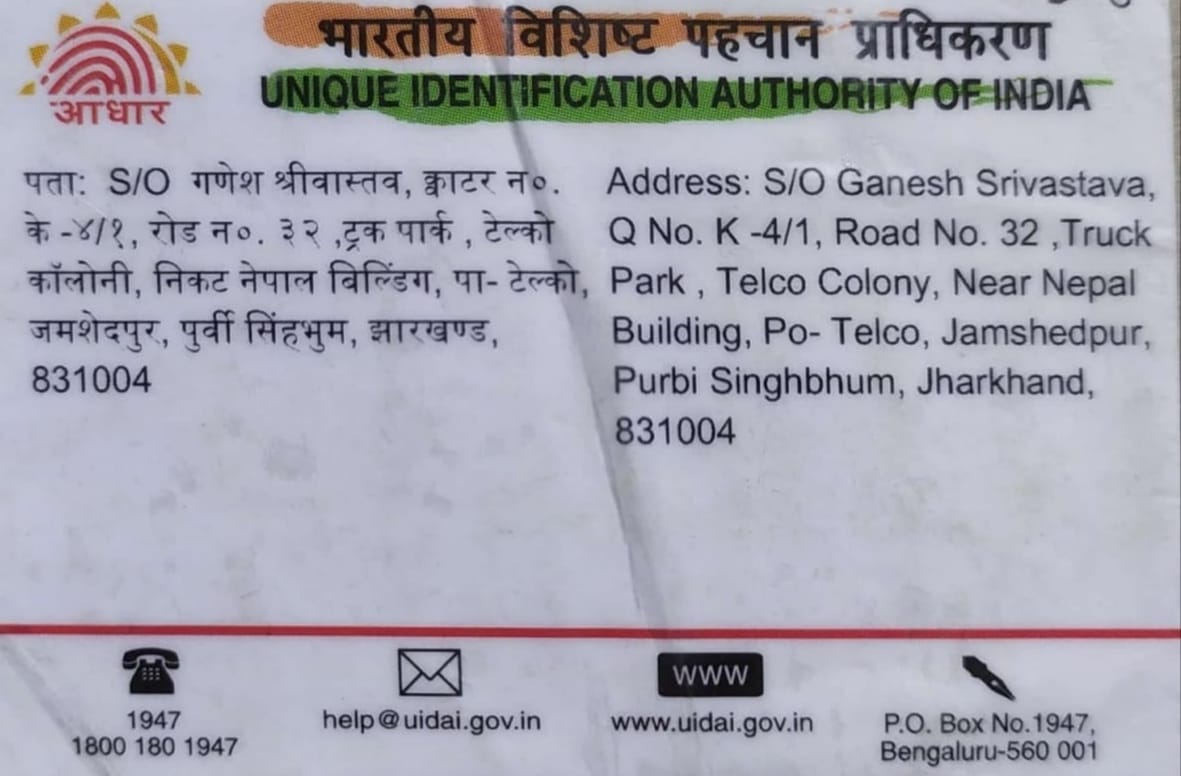 भारतीय विशिष्ट पहचान प्राधिकरण
UNIQUE IDENTIFICATION AUTHORITY OF INDIA
आधार
पता: S/O गणेश श्रीवास्तव, क्वाटर न०.
के -४/१, रोड न०. ३२ ,ट्रक पार्क , टेल्को
कॉलोनी, निकट नेपाल बिल्डिंग, पा- टेल्को,
जमशेदपुर, पुर्वी सिंहभुम, झारखण्ड,
831004
Address: S/O Ganesh Srivastava,
Q No. K -4/1, Road No. 32 ,Truck
Park , Telco Colony, Near Nepal
Building, Po- Telco, Jamshedpur,
Purbi Singhbhum, Jharkhand,
831004
1947
1800 180 1947
help@uidai.gov.in
WWW
www.uidai.gov.in
P.O. Box No.1947,
Bengaluru-560 001